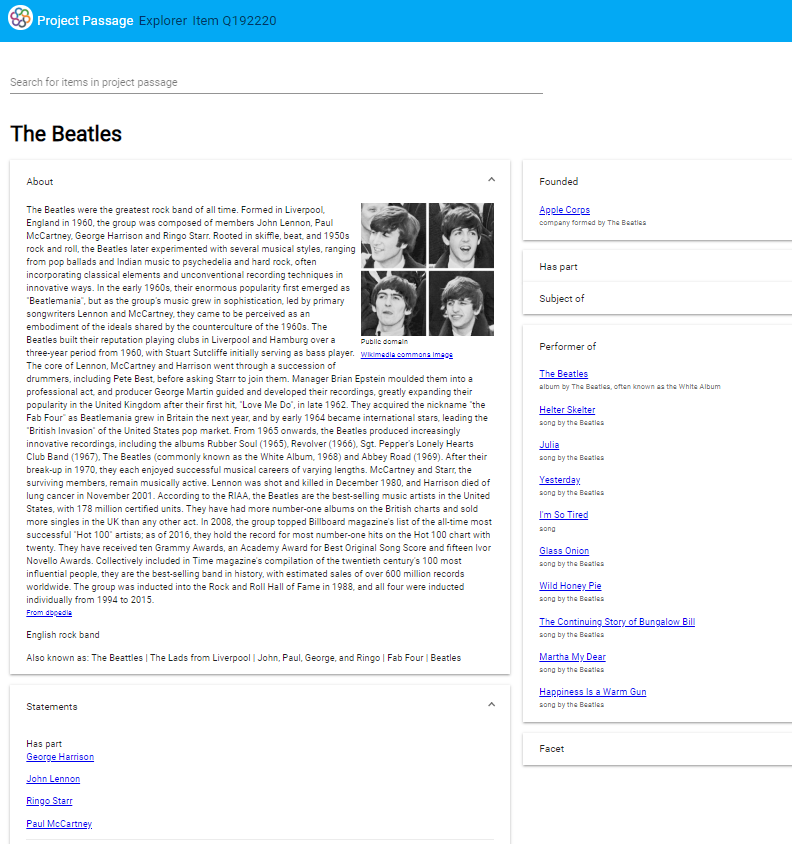 Project Passage Explorer Item Q192220
Search for items in project passage
The Beatles
About
The Beatles were the greatest rock band of all time. Formed in Liverpool,
England in 1960, the group was composed of members John Lennon, Paul
McCartney, George Harrison and Ringo Starr. Rooted in skiffle, beat, and 1950s
rock and roll, the Beatles later experimented with several musical styles, ranging
from pop ballads and Indian music to psychedelia and hard rock, often
incorporating classical elements and unconventional recording techniques in
innovative ways. In the early 1960s, their enormous popularity first emerged as
"Beatlemania", but as the group's music grew in sophistication, led by primary
songwriters Lennon and McCartney, they came to be perceived as an
embodiment of the ideals shared by the counterculture of the 1960s. The
Beatles built their reputation playing clubs in Liverpool and Hamburg over a
three-year period from 1960, with Stuart Sutcliffe initially serving as bass player.
The core of Lennon, McCartney and Harrison went through a succession of
drummers, including Pete Best, before asking Starr to join them. Manager Brian Epstein moulded them into a
professional act, and producer George Martin guided and developed their recordings, greatly expanding their
popularity in the United Kingdom after their first hit, "Love Me Do", in late 1962. They acquired the nickname "the
Fab Four" as Beatlemania grew in Britain the next year, and by early 1964 became international stars, leading the
"British Invasion" of the United States pop market. From 1965 onwards, the Beatles produced increasingly
innovative recordings, including the albums Rubber Soul (1965), Revolver (1966), Sgt. Pepper's Lonely Hearts
Club Band (1967), The Beatles (commonly known as the White Album, 1968) and Abbey Road (1969). After their
break-up in 1970, they each enjoyed successful musical careers of varying lengths. McCartney and Starr, the
surviving members, remain musically active. Lennon was shot and killed in December 1980, and Harrison died of
lung cancer in November 2001. According to the RIAA, the Beatles are the best-selling music artists in the United
States, with 178 million certified units. They have had more number-one albums on the British charts and sold
more singles in the UK than any other act. In 2008, the group topped Billboard magazine's list of the all-time most
successful "Hot 100" artists; as of 2016, they hold the record for most number-one hits on the Hot 100 chart with
twenty. They have received ten Grammy Awards, an Academy Award for Best Original Song Score and fifteen Ivor
Novello Awards. Collectively included in Time magazine's compilation of the twentieth century's 100 most
influential people, they are the best-selling band in history, with estimated sales of over 600 million records
worldwide. The group was inducted into the Rock and Roll Hall of Fame in 1988, and all four were inducted
individually from 1994 to 2015.
From dbpedia
Public domain
Wikimedia commons image
English rock band
Also known as: The Beattles | The Lads from Liverpool | John, Paul, George, and Ringo | Fab Four | Beatles
Statements
Has part
George Harrison
John Lennon
Ringo Starr
Paul McCartney
Founded
Apple Corps
company formed by The Beatles
Has part
Subject of
Performer of
The Beatles
album by The Beatles, often known as the White Album
Helter Skelter
song by the Beatles
Julia
song by the Beatles
Yesterday
song by the Beatles
I'm So Tired
song
Glass Onion
song by the Beatles
Wild Honey Pie
song by the Beatles
The Continuing Story of Bungalow Bill
song by the Beatles
Martha My Dear
song by the Beatles
Happiness Is a Warm Gun
song by the Beatles
Facet